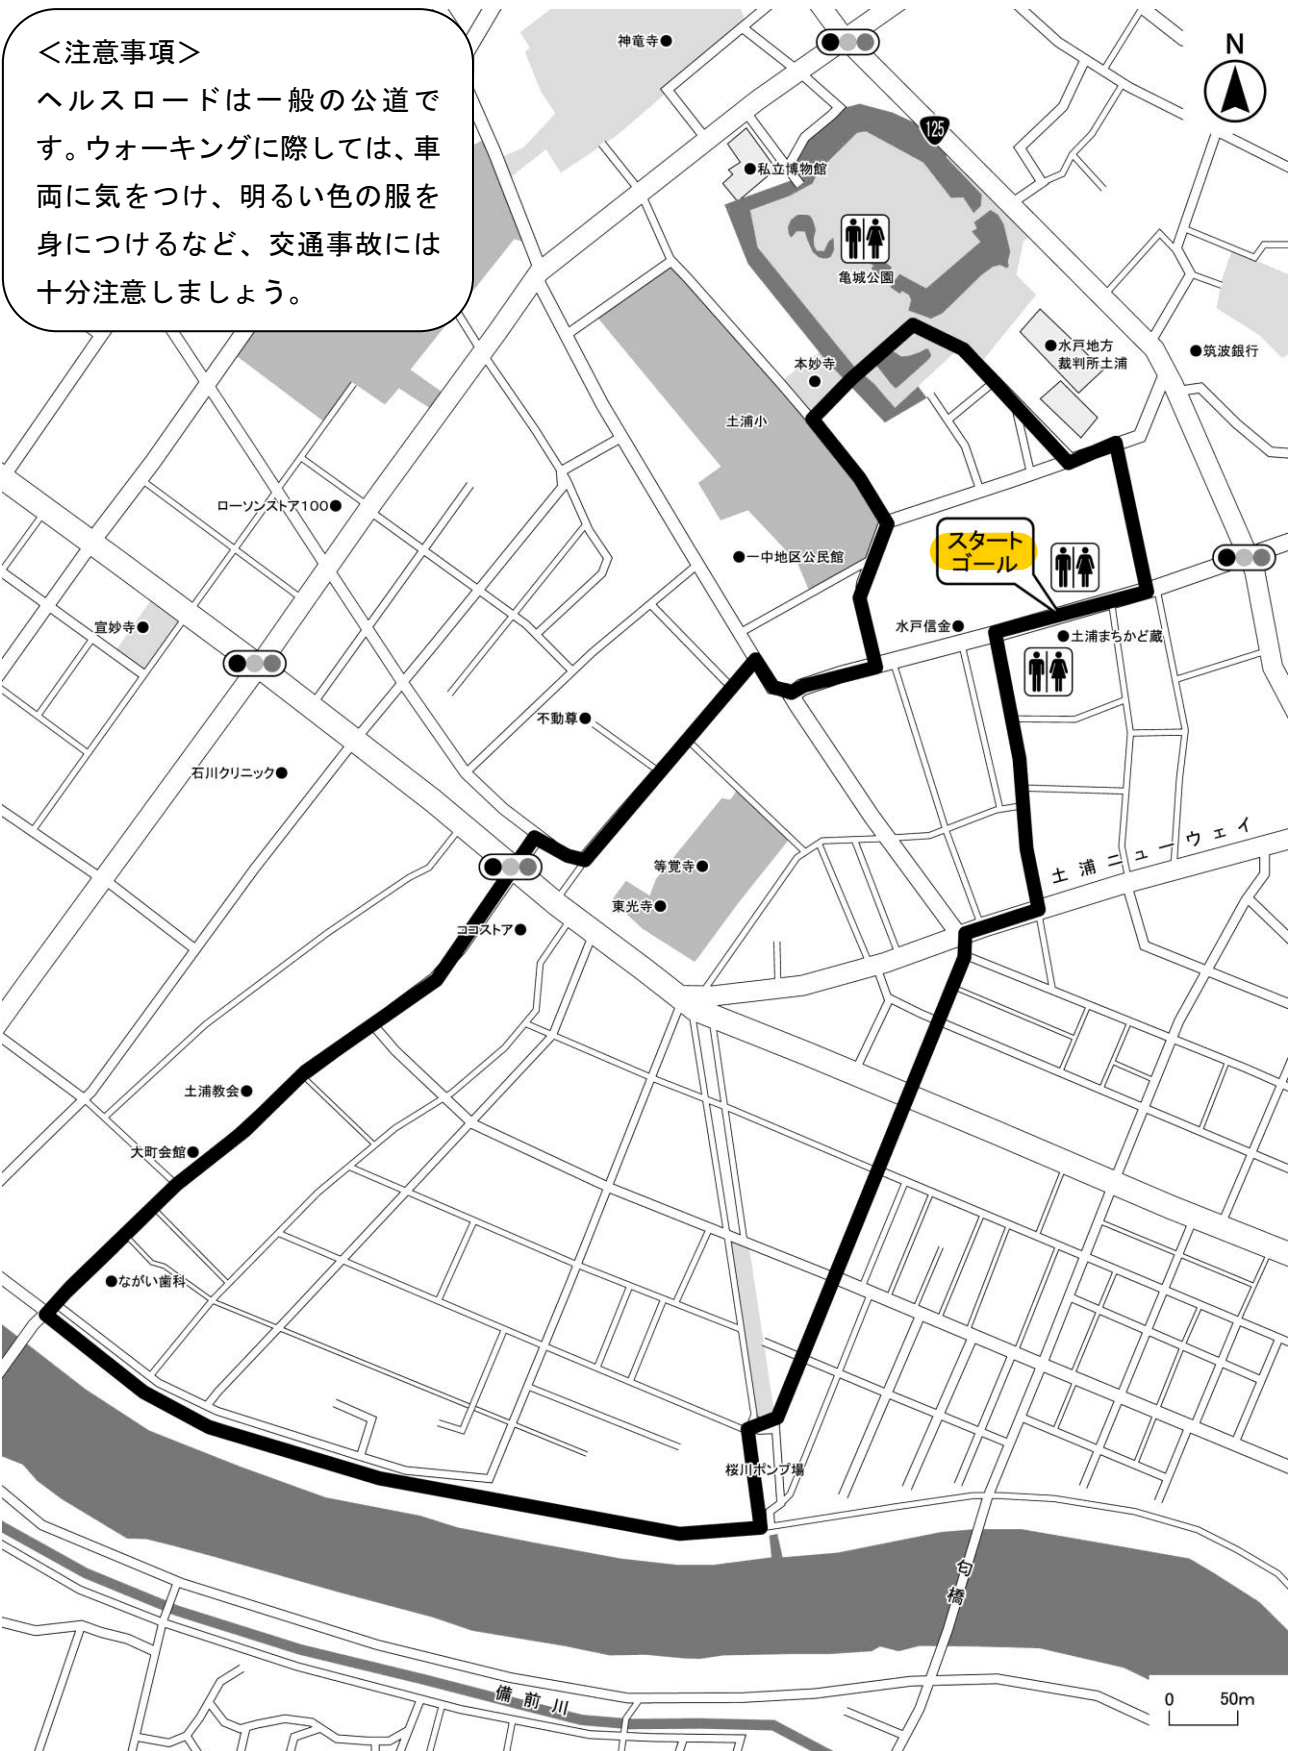 ＜注意事項＞
ヘルスロードは一般の公道で
す。ウォーキングに際しては、車
両に気をつけ、明るい色の服を
身につけるなど、交通事故には
十分注意しましょう。
神竜寺
N
125
私立博物館
亀城公園
水戸地方
裁判所土浦
筑波銀行
本妙寺
土浦小
ローソンストア100
スタート
ゴール
一中地区公民館
水戸信金
土浦まちかど蔵
宣妙寺
不動尊
石川クリニック
土浦ニューウェイ
等覚寺
東光寺
ココストア
土浦教会
大町会館
ながい歯科
桜川ポンプ場
匂橋
備前川
0 50m